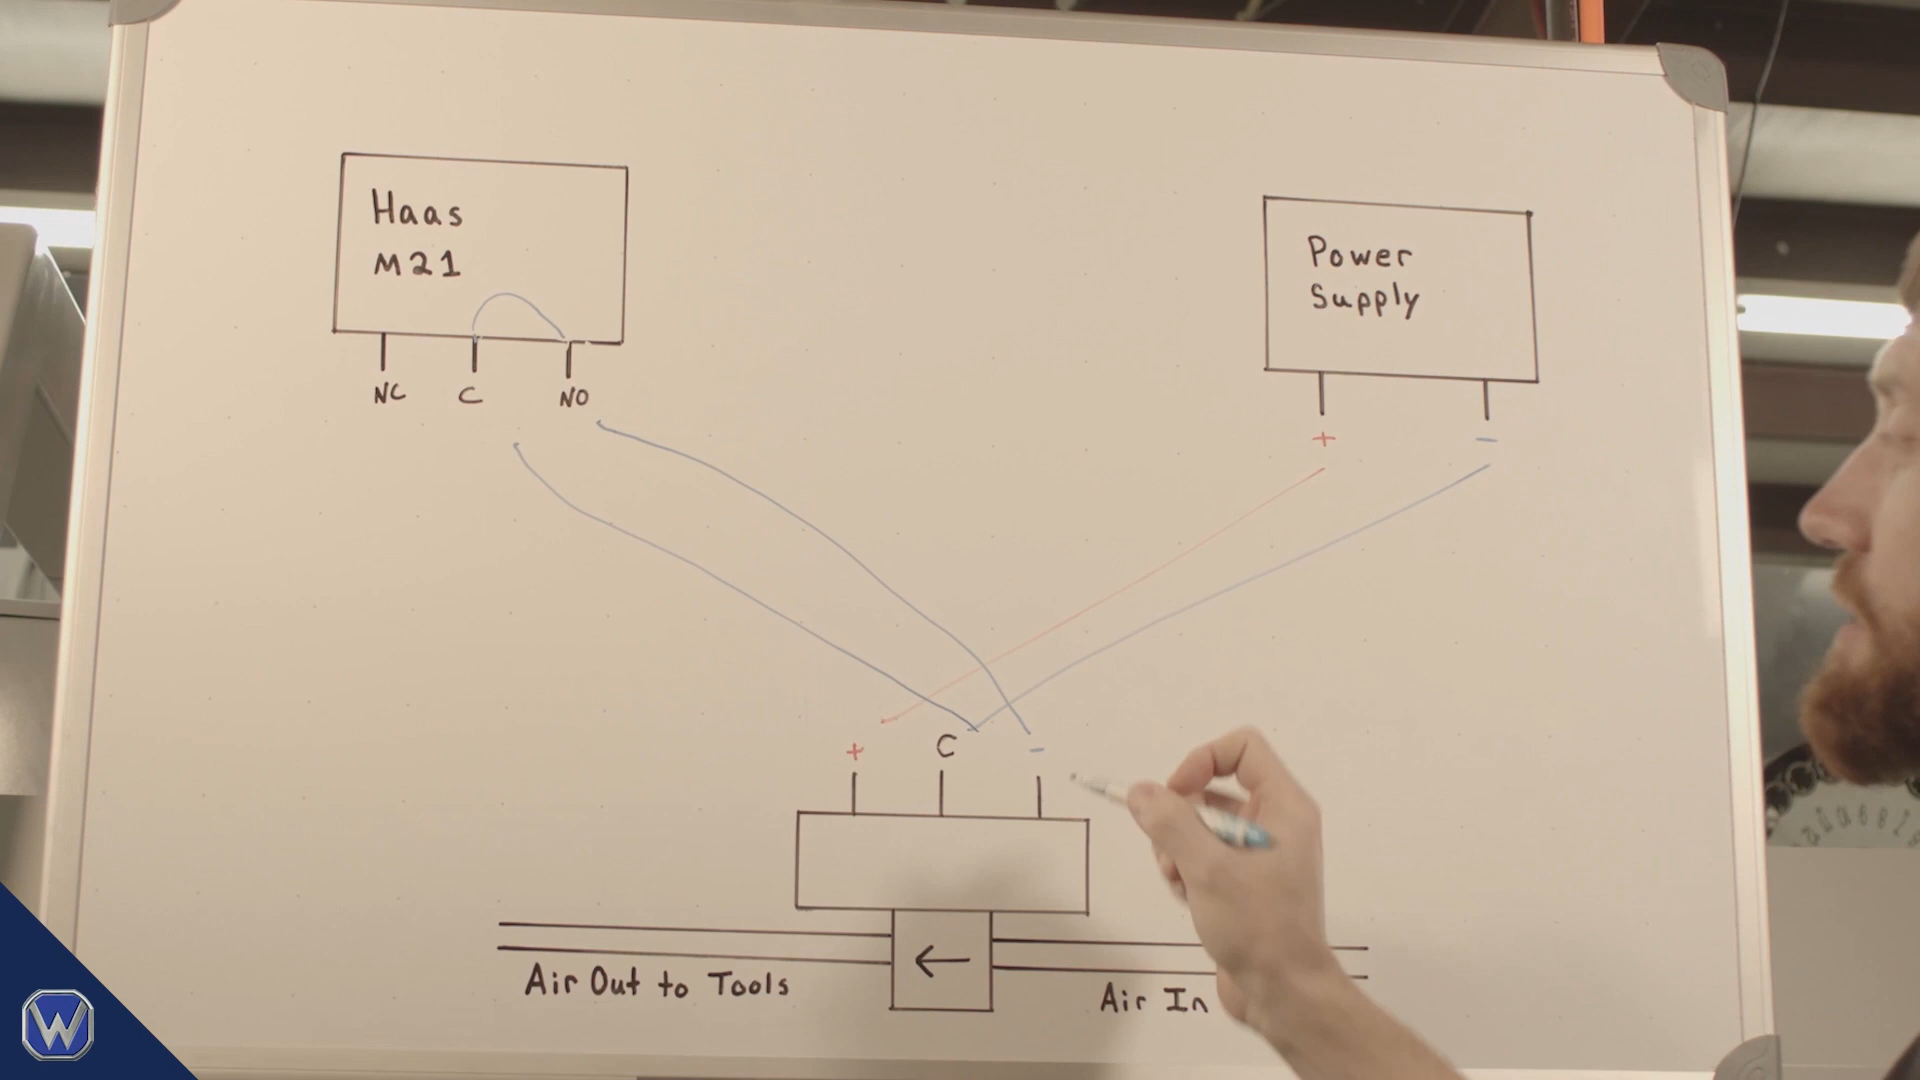 Haas
M21
NC C NO
Power
Supply
+ -
+ C -
←
Air Out to Tools
Air In
W